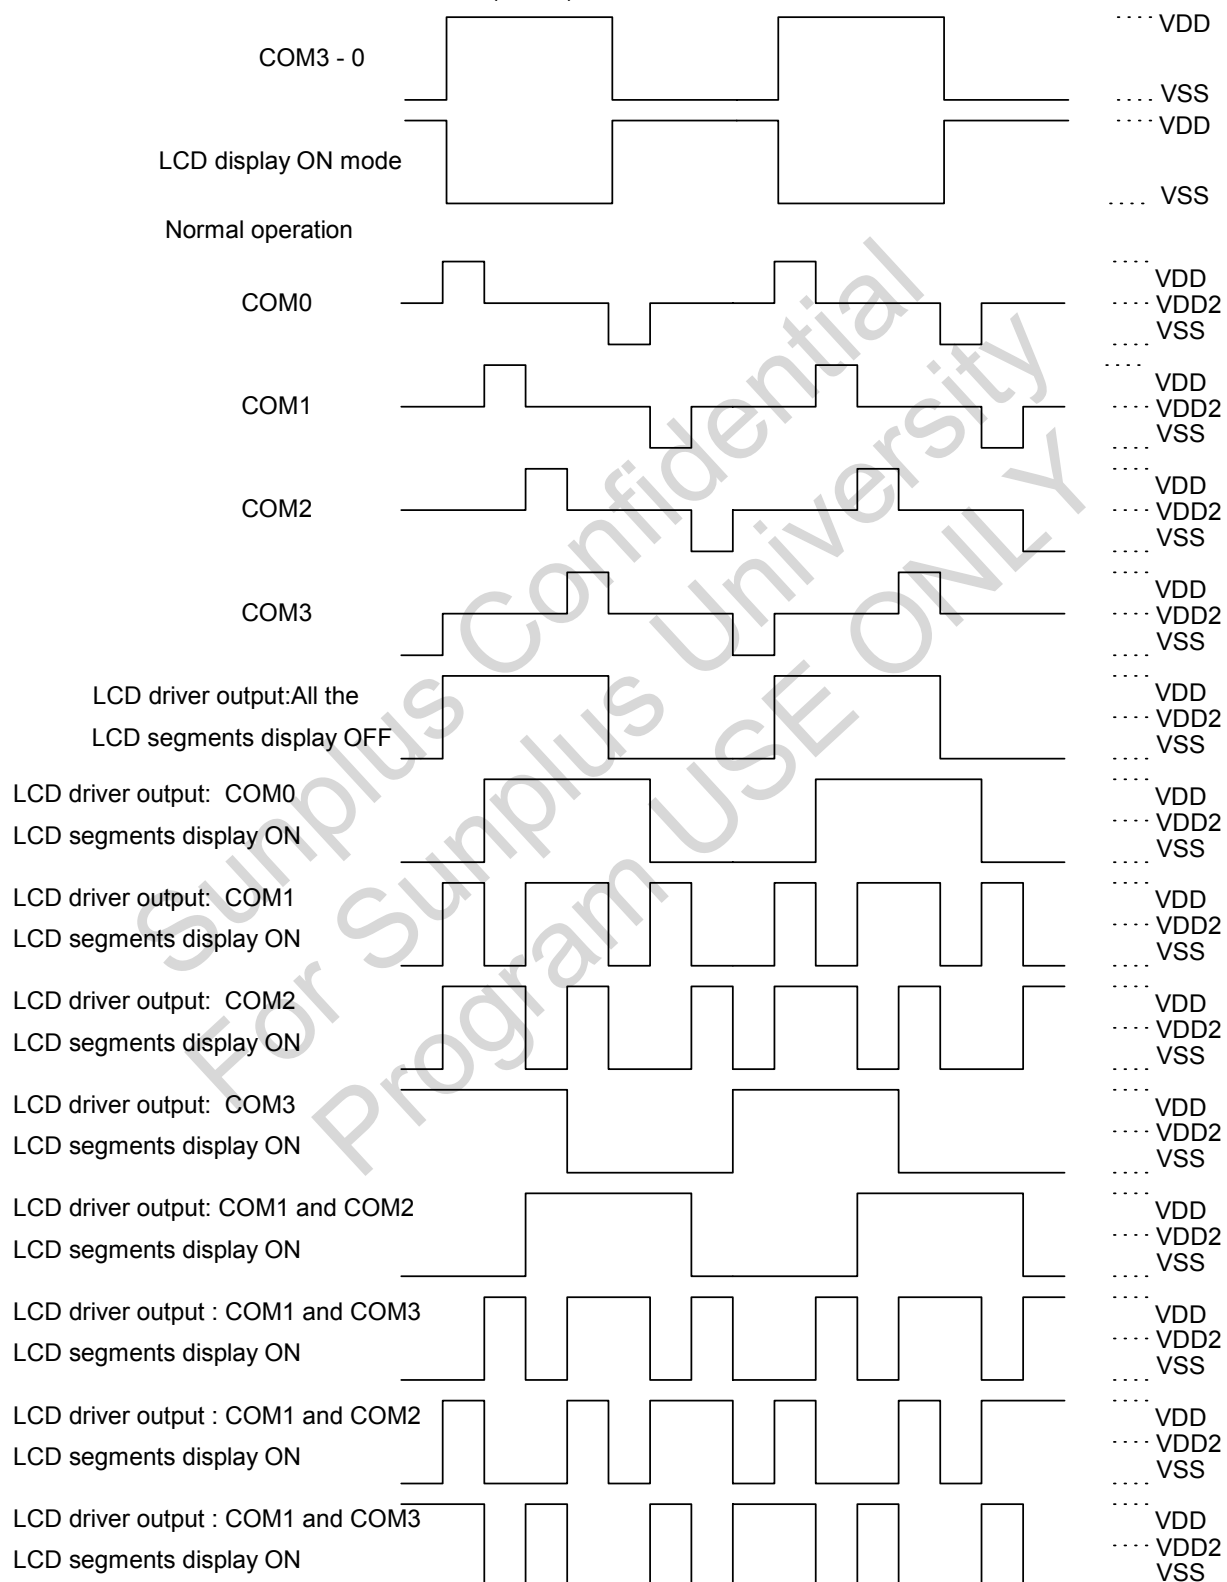 VDD
COM3 - 0
VSS
VDD
LCD display ON mode
VSS
Normal operation
VDD
COM0
VDD2
VSS
VDD
COM1
VDD2
VSS
VDD
COM2
VDD2
VSS
VDD
COM3
VDD2
VSS
LCD driver output:All the
VDD
VDD2
LCD segments display OFF
VSS
LCD driver output: COM0
VDD
VDD2
LCD segments display ON
VSS
LCD driver output: COM1
VDD
VDD2
LCD segments display ON
VSS
LCD driver output: COM2
VDD
VDD2
LCD segments display ON
VSS
LCD driver output: COM3
VDD
VDD2
LCD segments display ON
VSS
LCD driver output: COM1 and COM2
VDD
VDD2
LCD segments display ON
VSS
LCD driver output : COM1 and COM3
VDD
VDD2
LCD segments display ON
VSS
LCD driver output : COM1 and COM2
VDD
VDD2
LCD segments display ON
VSS
LCD driver output : COM1 and COM3
VDD
VDD2
LCD segments display ON
VSS
Sunplus Confidential
For Sunplus University
Program USE ONLY